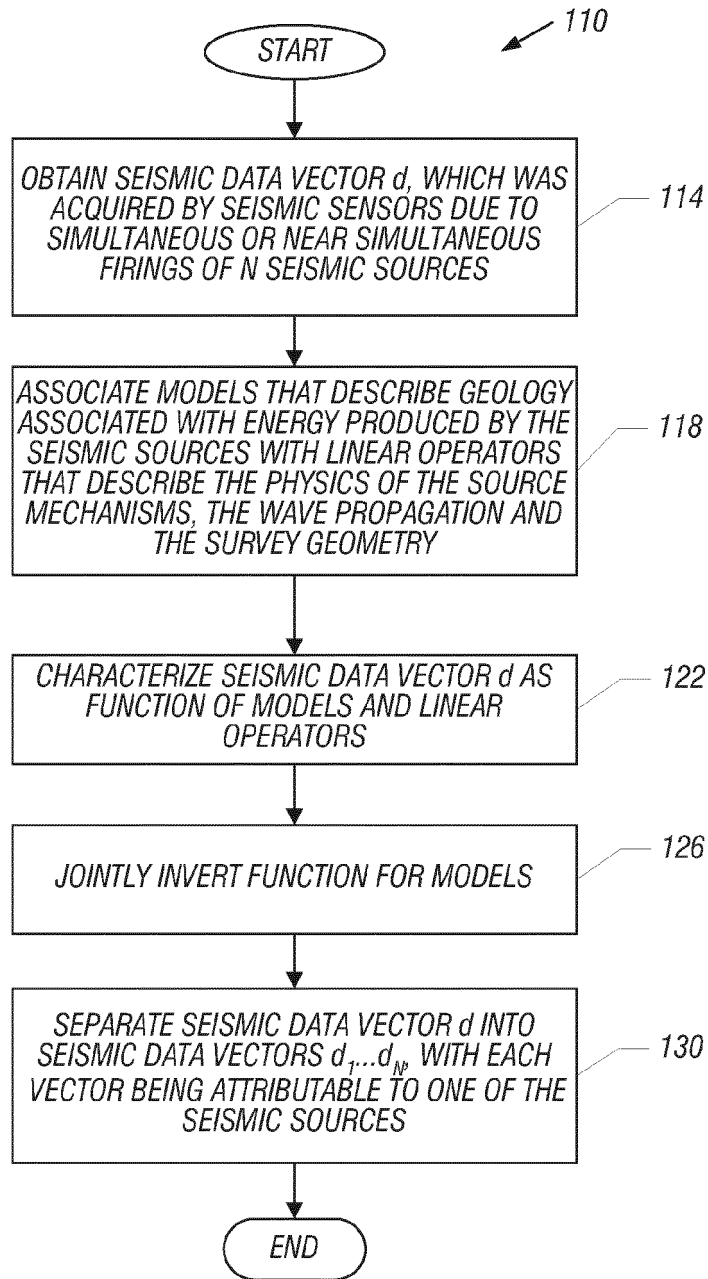 110
START
OBTAIN SEISMIC DATA VECTOR d, WHICH WAS
ACQUIRED BY SEISMIC SENSORS DUE TO
SIMULTANEOUS OR NEAR SIMULTANEOUS
FIRINGS OF N SEISMIC SOURCES
114
ASSOCIATE MODELS THAT DESCRIBE GEOLOGY
ASSOCIATED WITH ENERGY PRODUCED BY THE
SEISMIC SOURCES WITH LINEAR OPERATORS
THAT DESCRIBE THE PHYSICS OF THE SOURCE
MECHANISMS, THE WAVE PROPAGATION AND
THE SURVEY GEOMETRY
118
CHARACTERIZE SEISMIC DATA VECTOR d AS
FUNCTION OF MODELS AND LINEAR
OPERATORS
122
JOINTLY INVERT FUNCTION FOR MODELS
126
SEPARATE SEISMIC DATA VECTOR d INTO
SEISMIC DATA VECTORS d1...dN, WITH EACH
VECTOR BEING ATTRIBUTABLE TO ONE OF THE
SEISMIC SOURCES
130
END